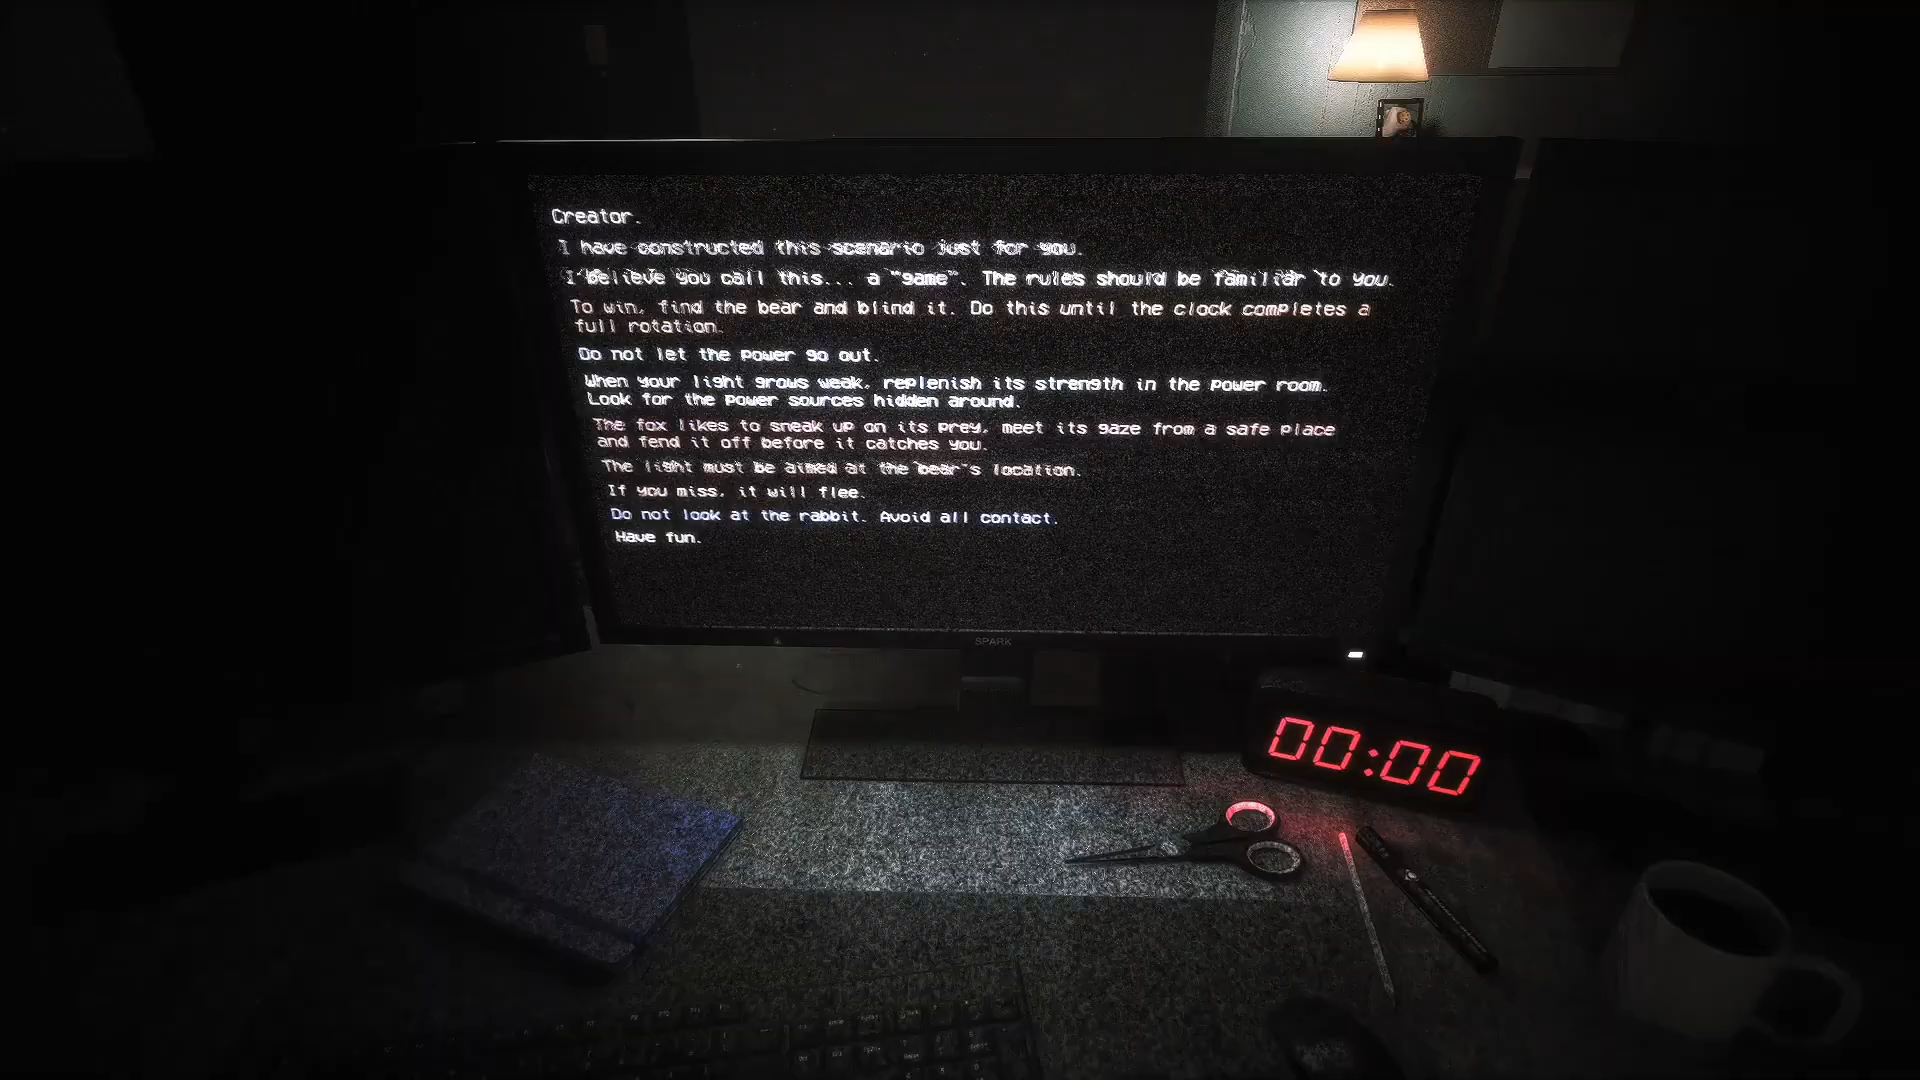 Creator.
I have constructed this scenario just for you.
I believe you call this... a "game". The rules should be familiar to you.
To win, find the bear and blind it. Do this until the clock completes a
full rotation.
Do not let the power go out.
When your light grows weak, replenish its strength in the power room.
Look for the power sources hidden around.
The fox likes to sneak up on its prey, meet its gaze from a safe place
and fend it off before it catches you.
The light must be aimed at the bear's location.
If you miss, it will flee.
Do not look at the rabbit. Avoid all contact.
Have fun.
SPARK
00:00